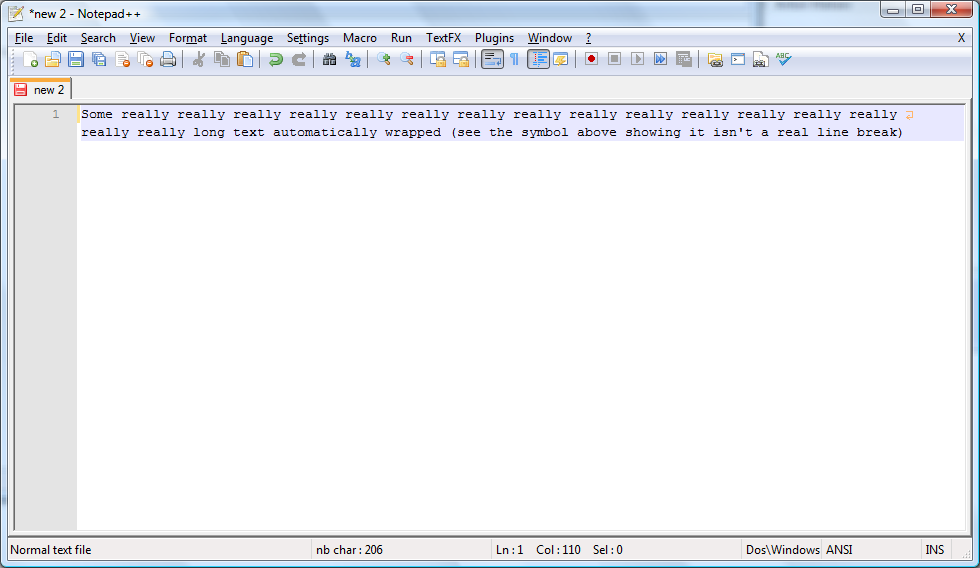 *new 2 - Notepad++
File Edit Search View Format Language Settings Macro Run TextFX Plugins Window ? X
new 2
1 Some really really really really really really really really really really really really really really
really really long text automatically wrapped (see the symbol above showing it isn't a real line break)
Normal text file nb char : 206 Ln : 1 Col : 110 Sel : 0 Dos\Windows ANSI INS